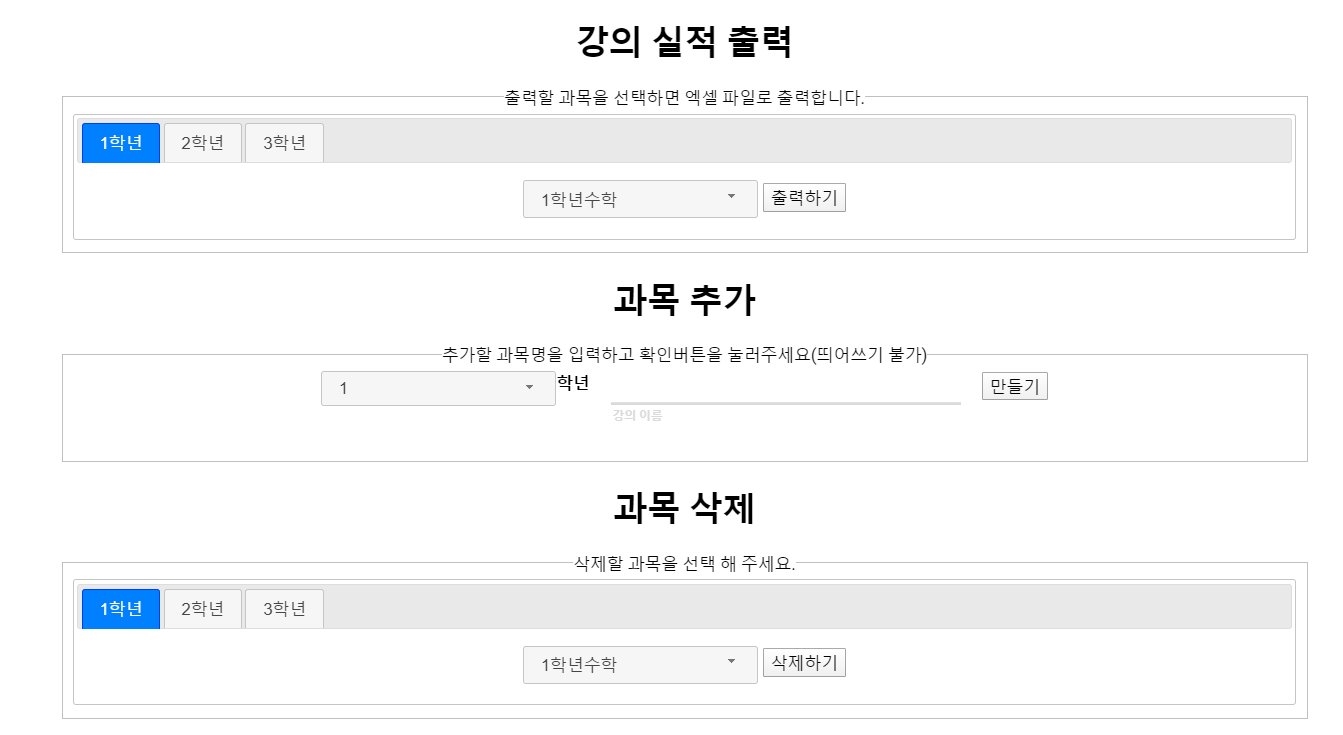 강의 실적 출력
출력할 과목을 선택하면 엑셀 파일로 출력합니다.
1학년 2학년 3학년
1학년수학 출력하기
과목 추가
추가할 과목명을 입력하고 확인버튼을 눌러주세요(띄어쓰기 불가)
1 학년 만들기
강의 이름
과목 삭제
삭제할 과목을 선택 해 주세요.
1학년 2학년 3학년
1학년수학 삭제하기